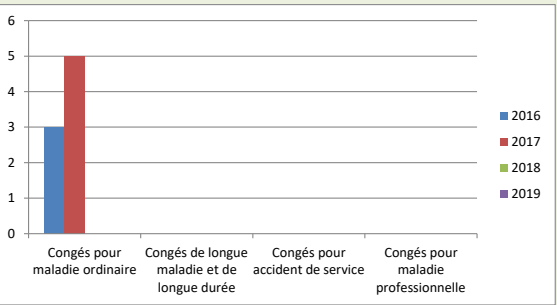 6
5
4
3
2
1
0
2016
2017
2018
2019
Congés pour
maladie ordinaire
Congés de longue
maladie et de
longue durée
Congés pour
accident de service
Congés pour
maladie
professionnelle